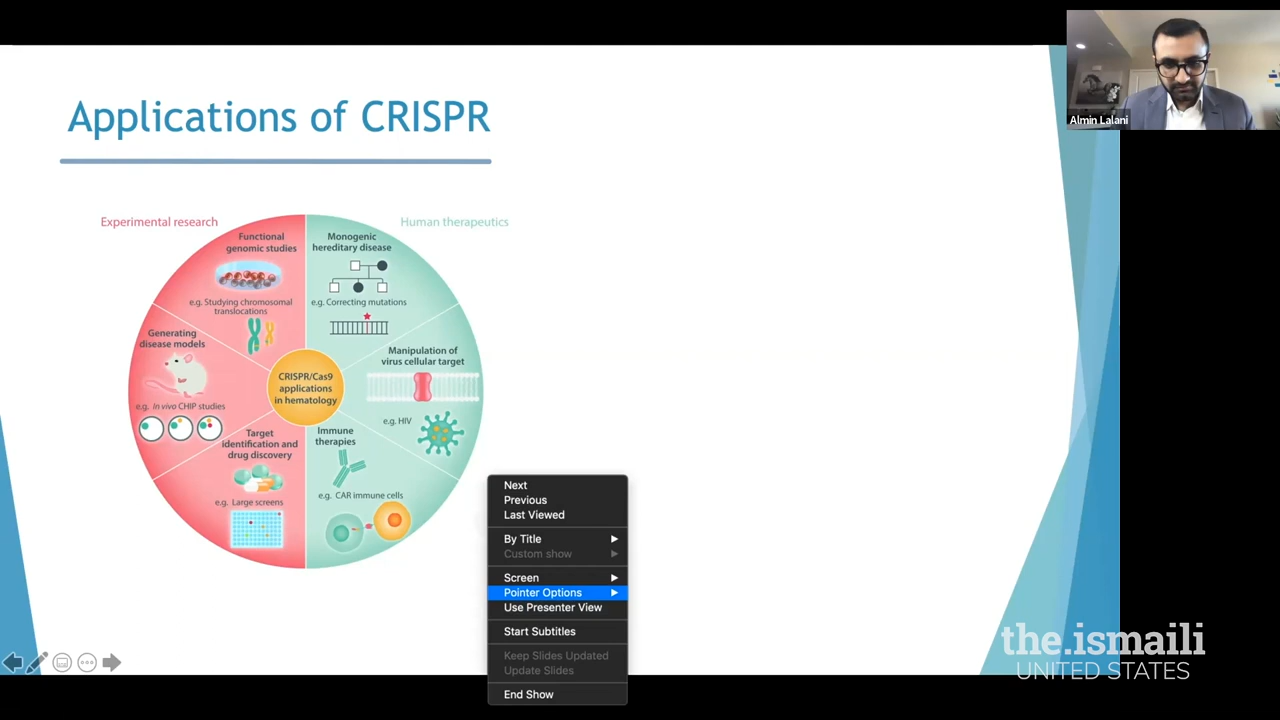 Applications of CRISPR
Almin Lalani
Experimental research
Human therapeutics
Functional
genomic studies
e.g. Studying chromosomal
translocations
Monogenic
hereditary disease
e.g. Correcting mutations
Generating
disease models
e.g. In vivo CHIP studies
Manipulation of
virus cellular target
e.g. HIV
CRISPR/Cas9
applications
in hematology
Target
identification and
drug discovery
e.g. Large screens
Immune
therapies
e.g. CAR immune cells
Next
Previous
Last Viewed
By Title
Custom show
Screen
Pointer Options
Use Presenter View
Start Subtitles
Keep Slides Updated
Update Slides
End Show
the.ismaili
UNITED STATES